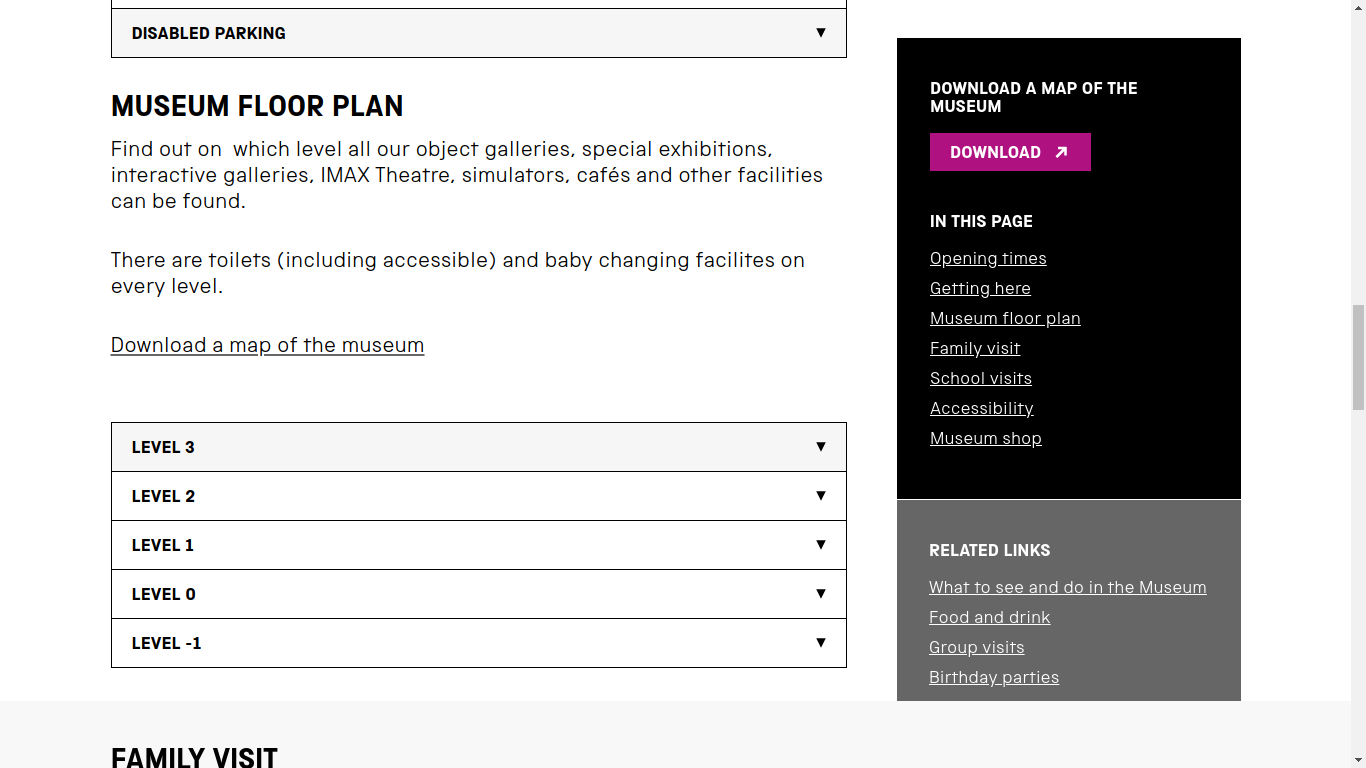 DISABLED PARKING ▼
MUSEUM FLOOR PLAN
Find out on  which level all our object galleries, special exhibitions,
interactive galleries, IMAX Theatre, simulators, cafés and other facilities
can be found.
There are toilets (including accessible) and baby changing facilites on
every level.
Download a map of the museum
LEVEL 3 ▼
LEVEL 2 ▼
LEVEL 1 ▼
LEVEL 0 ▼
LEVEL -1 ▼
FAMILY VISIT
DOWNLOAD A MAP OF THE
MUSEUM
DOWNLOAD
IN THIS PAGE
Opening times
Getting here
Museum floor plan
Family visit
School visits
Accessibility
Museum shop
RELATED LINKS
What to see and do in the Museum
Food and drink
Group visits
Birthday parties